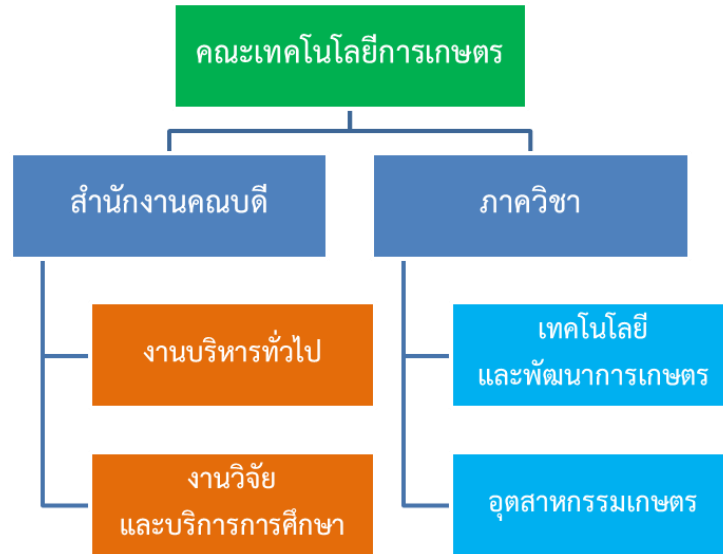 คณะเทคโนโลยีการเกษตร
สำนักงานคณบดี
ภาควิชา
งานบริหารทั่วไป
เทคโนโลยี
และพัฒนาการเกษตร
งานวิจัย
และบริการการศึกษา
อุตสาหกรรมเกษตร